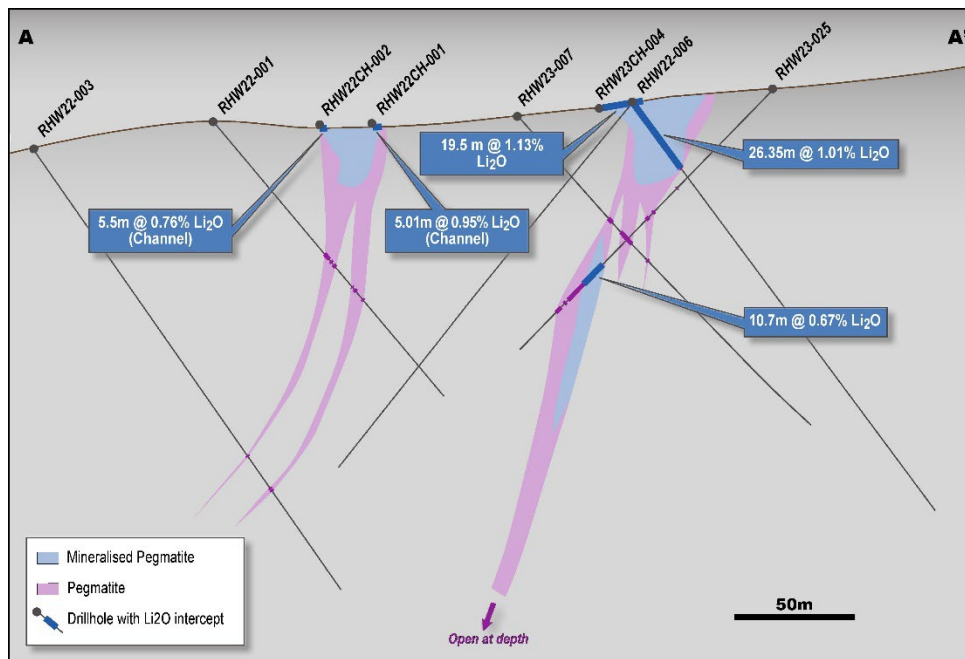 A
A'
RHW22-003
RHW22-001
RHW22CH-002
RHW22CH-001
RHW23-007
RHW23CH-004
RHW22-006
RHW23-025
19.5 m @ 1.13%
Li₂O
26.35m @ 1.01% Li₂O
5.5m @ 0.76% Li₂O
(Channel)
5.01m @ 0.95% Li₂O
(Channel)
10.7m @ 0.67% Li₂O
Mineralised Pegmatite
Pegmatite
Drillhole with Li2O intercept
50m
Open at depth